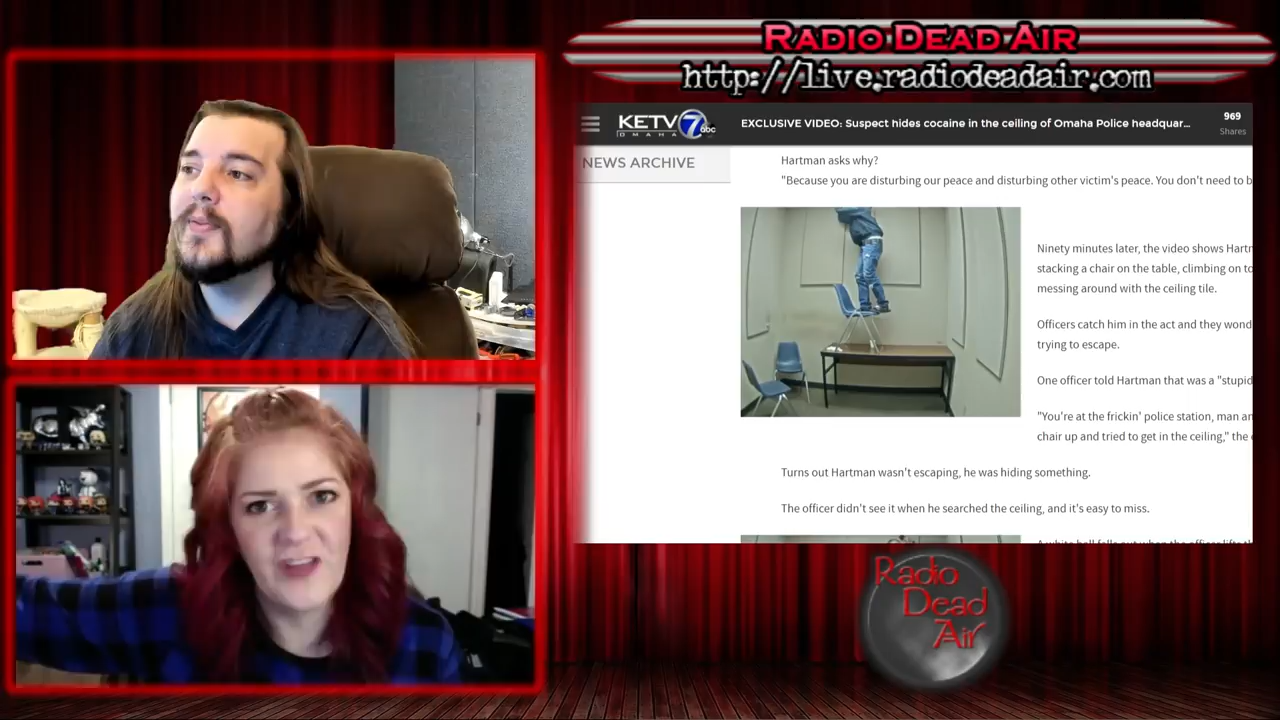 RADIO DEAD AIR
http://live.radiodeadair.com
KETV 7 abc
OMAHA
EXCLUSIVE VIDEO: Suspect hides cocaine in the ceiling of Omaha Police headquar...
969
Shares
NEWS ARCHIVE
Hartman asks why?
"Because you are disturbing our peace and disturbing other victim's peace. You don't need to b
Ninety minutes later, the video shows Hartm
stacking a chair on the table, climbing on to
messing around with the ceiling tile.
Officers catch him in the act and they wond
trying to escape.
One officer told Hartman that was a "stupid
"You're at the frickin' police station, man an
chair up and tried to get in the ceiling," the
Turns out Hartman wasn't escaping, he was hiding something.
The officer didn't see it when he searched the ceiling, and it's easy to miss.
Radio
Dead
Air